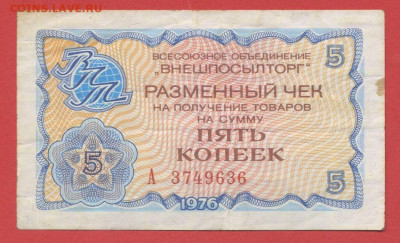 COINS.LAVE.RU
ВПТ
ВСЕСОЮЗНОЕ ОБЪЕДИНЕНИЕ 5
"ВНЕШПОСЫЛТОРГ"
РАЗМЕННЫЙ ЧЕК
НА ПОЛУЧЕНИЕ ТОВАРОВ
НА СУММУ
ПЯТЬ
КОПЕЕК
5
А 3749636 5
1976